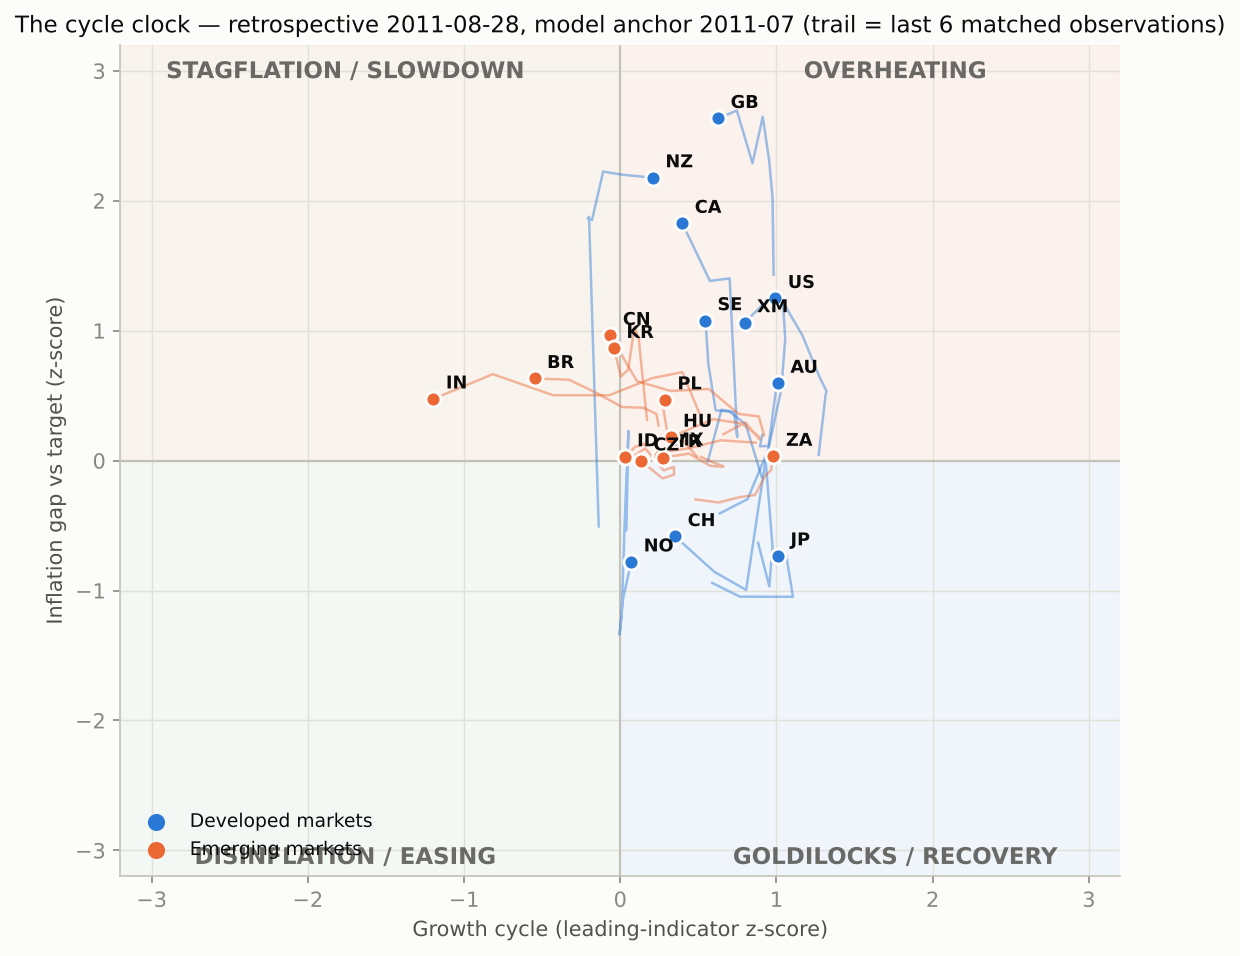 The cycle clock — retrospective 2011-08-28, model anchor 2011-07 (trail = last 6 matched observations)
STAGFLATION / SLOWDOWN
OVERHEATING
GB
NZ
CA
US
SE
XM
CN
KR
BR
AU
IN
PL
HU
ID
CZ
ZA
CH
NO
JP
Developed markets
Emerging markets
DISINFLATION / EASING
GOLDILOCKS / RECOVERY
3
2
1
0
−1
−2
−3
−3
−2
−1
0
1
2
3
Inflation gap vs target (z-score)
Growth cycle (leading-indicator z-score)